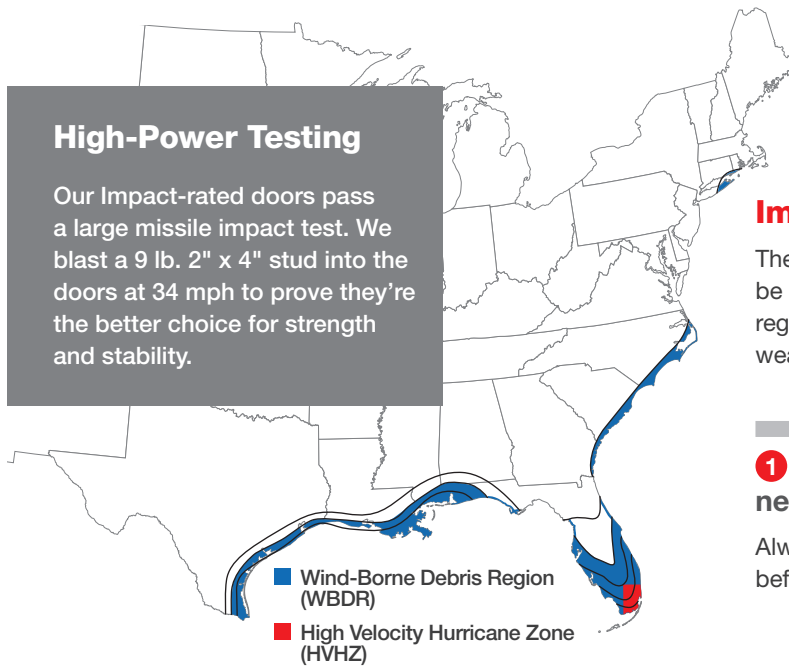 High-Power Testing
Our Impact-rated doors pass
a large missile impact test. We
blast a 9 lb. 2" x 4" stud into the
doors at 34 mph to prove they're
the better choice for strength
and stability.
Wind-Borne Debris Region
(WBDR)
High Velocity Hurricane Zone
(HVHZ)
Im
The
be
reg
wea
1
ne
Alw
bef